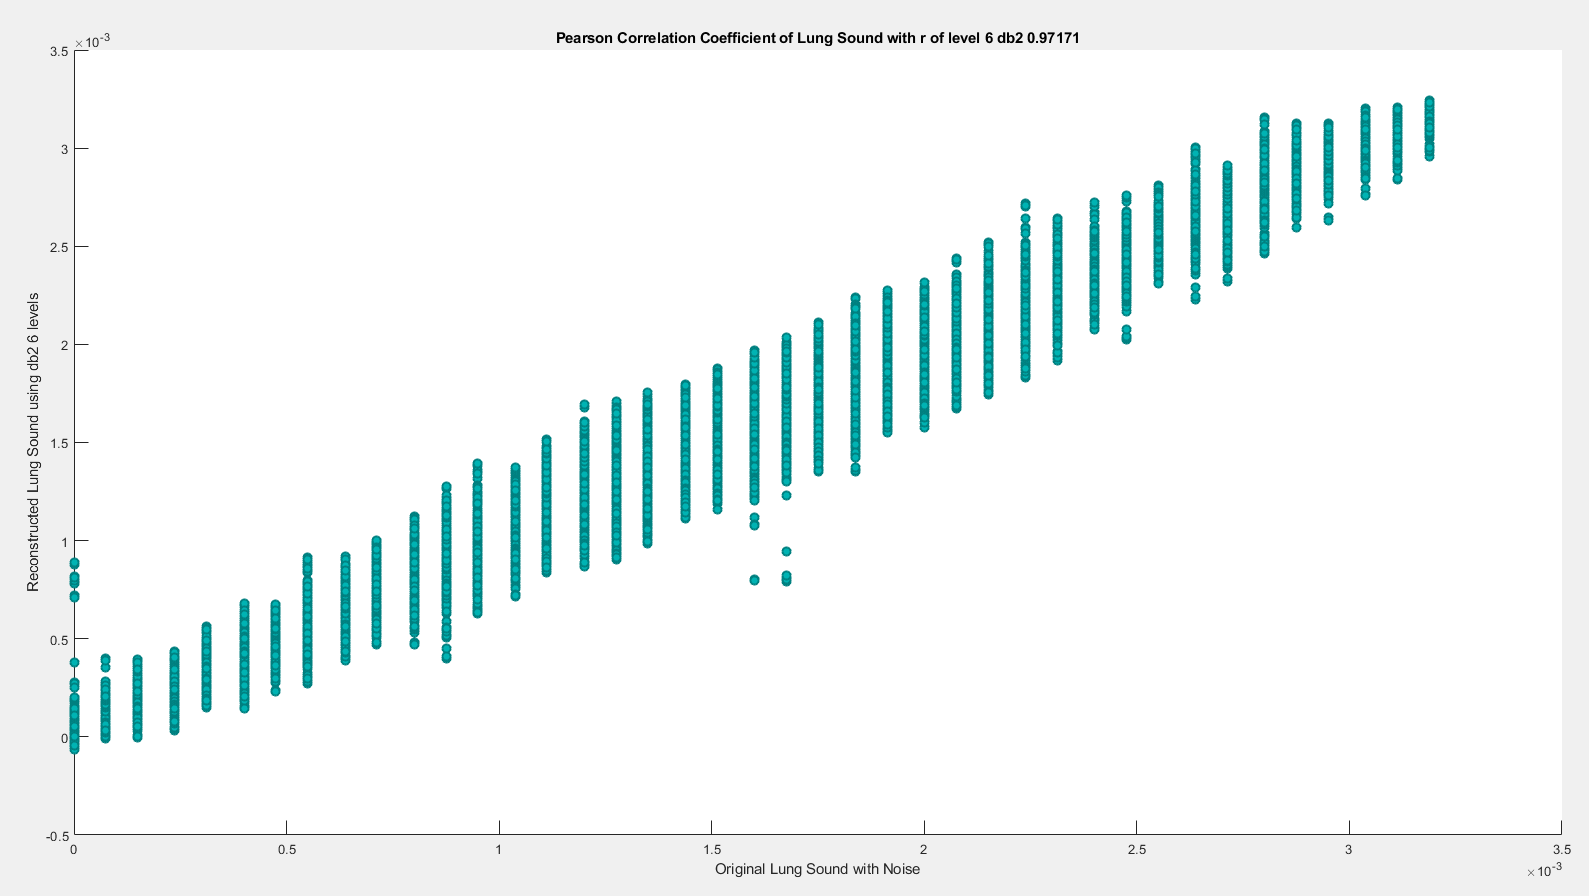 Pearson Correlation Coefficient of Lung Sound with r of level 6 db2 0.97171
×10⁻³
3.5
3
2.5
2
1.5
1
0.5
0
-0.5
Reconstructed Lung Sound using db2 6 levels
0 0.5 1 1.5 2 2.5 3 3.5
Original Lung Sound with Noise
×10⁻³